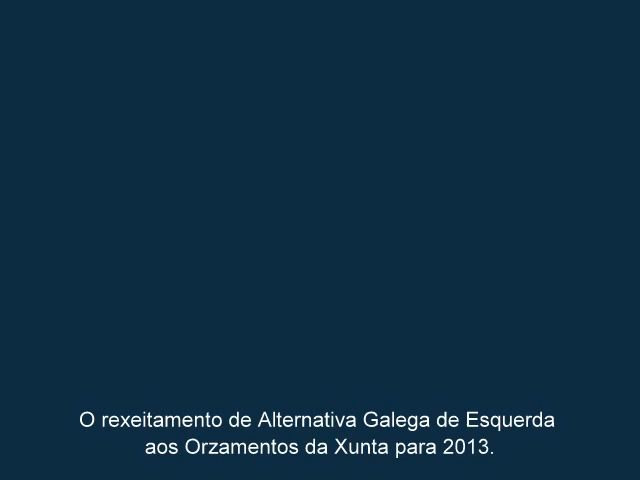 O rexeitamento de Alternativa Galega de Esquerda
aos Orzamentos da Xunta para 2013.